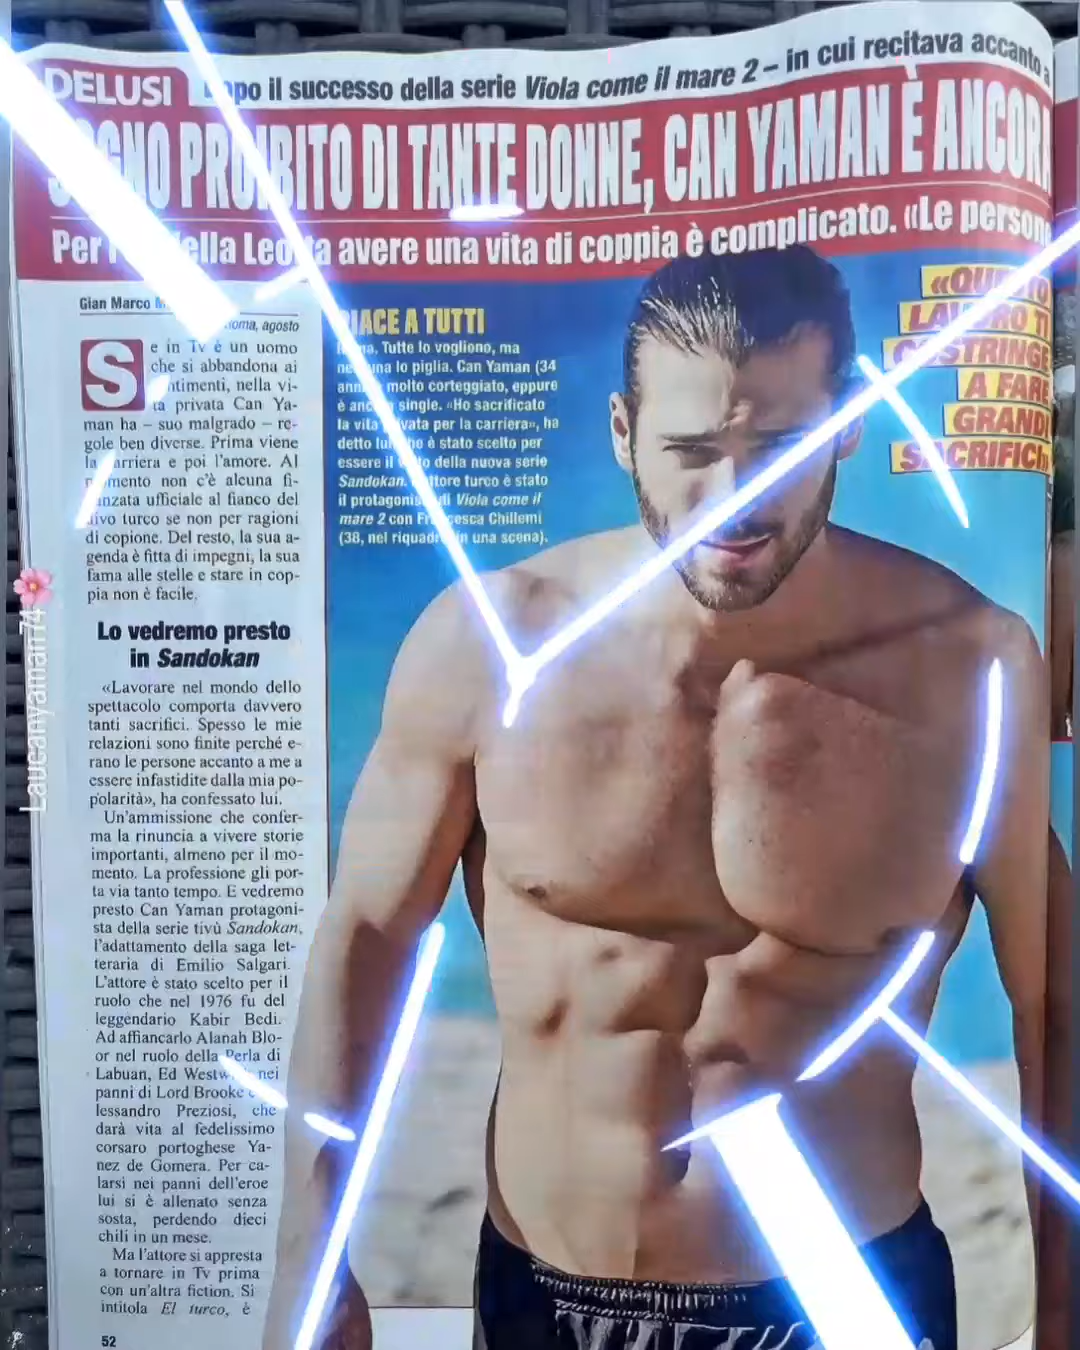 DELUSI
il successo della serie Viola come il mare 2 – in cui recitava accanto a
PROIBITO DI TANTE DONNE, CAN YAMAN È ANCORA
Per della Leotta avere una vita di coppia è complicato. «Le persone
Gian Marco
Roma, agosto
Se in Tv è un uomo
che si abbandona ai
sentimenti, nella vi-
ta privata Can Ya-
man ha – suo malgrado – re-
gole ben diverse. Prima viene
la carriera e poi l'amore. Al
momento non c'è alcuna fi-
danzata ufficiale al fianco del
divo turco se non per ragioni
di copione. Del resto, la sua a-
genda è fitta di impegni, la sua
fama alle stelle e stare in cop-
pia non è facile.
Lo vedremo presto
in Sandokan
«Lavorare nel mondo dello
spettacolo comporta davvero
tanti sacrifici. Spesso le mie
relazioni sono finite perché e-
rano le persone accanto a me a
essere infastidite dalla mia po-
polarità», ha confessato lui.
Un'ammissione che confer-
ma la rinuncia a vivere storie
importanti, almeno per il mo-
mento. La professione gli por-
ta via tanto tempo. E vedremo
presto Can Yaman protagoni-
sta della serie tivù Sandokan,
l'adattamento della saga let-
teraria di Emilio Salgari.
L'attore è stato scelto per il
ruolo che nel 1976 fu del
leggendario Kabir Bedi.
Ad affiancarlo Alanah Blo-
or nel ruolo della Perla di
Labuan, Ed Westwick nei
panni di Lord Brooke
lessandro Preziosi, che
darà vita al fedelissimo
corsaro portoghese Ya-
nez de Gomera. Per ca-
larsi nei panni dell'eroe
lui si è allenato senza
sosta, perdendo dieci
chili in un mese.
Ma l'attore si appresta
a tornare in Tv prima
con un'altra fiction. Si
intitola El turco, è
52
PIACE A TUTTI
Roma. Tutte lo vogliono, ma
nessuna lo piglia. Can Yaman (34
anni) è molto corteggiato, eppure
è ancora single. «Ho sacrificato
la vita privata per la carriera», ha
detto lui, che è stato scelto per
essere il volto della nuova serie
Sandokan. L'attore turco è stato
il protagonista di Viola come il
mare 2 con Francesca Chillemi
(38, nel riquadro in una scena).
«QUESTO
LAVORO TI
COSTRINGE
A FARE
GRANDI
SACRIFICI»
Laucanyaman74